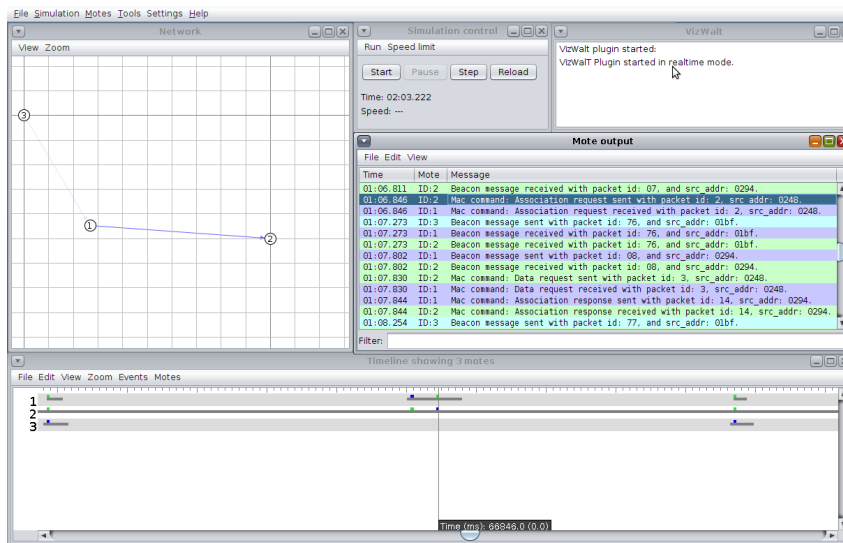 File Simulation Motes Tools Settings Help
Network
View Zoom
3
1
2
Simulation control
Run Speed limit
Start Pause Step Reload
Time: 02:03.222
Speed: ---
VizWalt
VizWalt plugin started:
VizWalT Plugin started in realtime mode.
Mote output
File Edit View
Time Mote Message
01:06.811 ID:2 Beacon message received with packet id: 07, and src_addr: 0294.
01:06.846 ID:2 Mac command: Association request sent with packet id: 2, src_addr: 0248.
01:06.846 ID:1 Mac command: Association request received with packet id: 2, src_addr: 0248.
01:07.273 ID:3 Beacon message sent with packet id: 76, and src_addr: 01bf.
01:07.273 ID:1 Beacon message received with packet id: 76, and src_addr: 01bf.
01:07.273 ID:2 Beacon message received with packet id: 76, and src_addr: 01bf.
01:07.802 ID:1 Beacon message sent with packet id: 08, and src_addr: 0294.
01:07.802 ID:2 Beacon message received with packet id: 08, and src_addr: 0294.
01:07.830 ID:2 Mac command: Data request sent with packet id: 3, src_addr: 0248.
01:07.830 ID:1 Mac command: Data request received with packet id: 3, src_addr: 0248.
01:07.844 ID:1 Mac command: Association response sent with packet id: 14, src_addr: 0294.
01:07.844 ID:2 Mac command: Association response received with packet id: 14, src_addr: 0294.
01:08.254 ID:3 Beacon message sent with packet id: 77, and src_addr: 01bf.
Filter:
Timeline showing 3 motes
File Edit View Zoom Events Motes
1
2
3
Time (ms): 66846.0 (0.0)